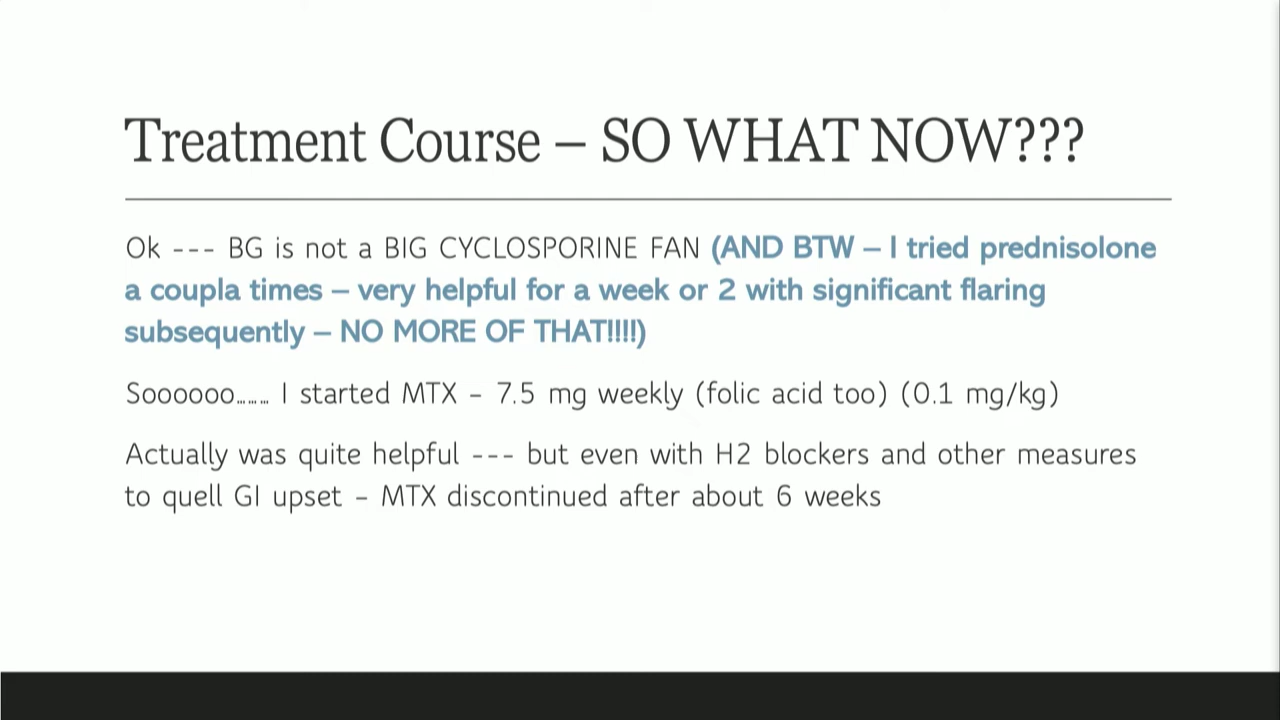 Treatment Course – SO WHAT NOW???
Ok --- BG is not a BIG CYCLOSPORINE FAN (AND BTW – I tried prednisolone
a coupla times – very helpful for a week or 2 with significant flaring
subsequently – NO MORE OF THAT!!!!)
Soooooo……… I started MTX – 7.5 mg weekly (folic acid too) (0.1 mg/kg)
Actually was quite helpful --- but even with H2 blockers and other measures
to quell GI upset – MTX discontinued after about 6 weeks